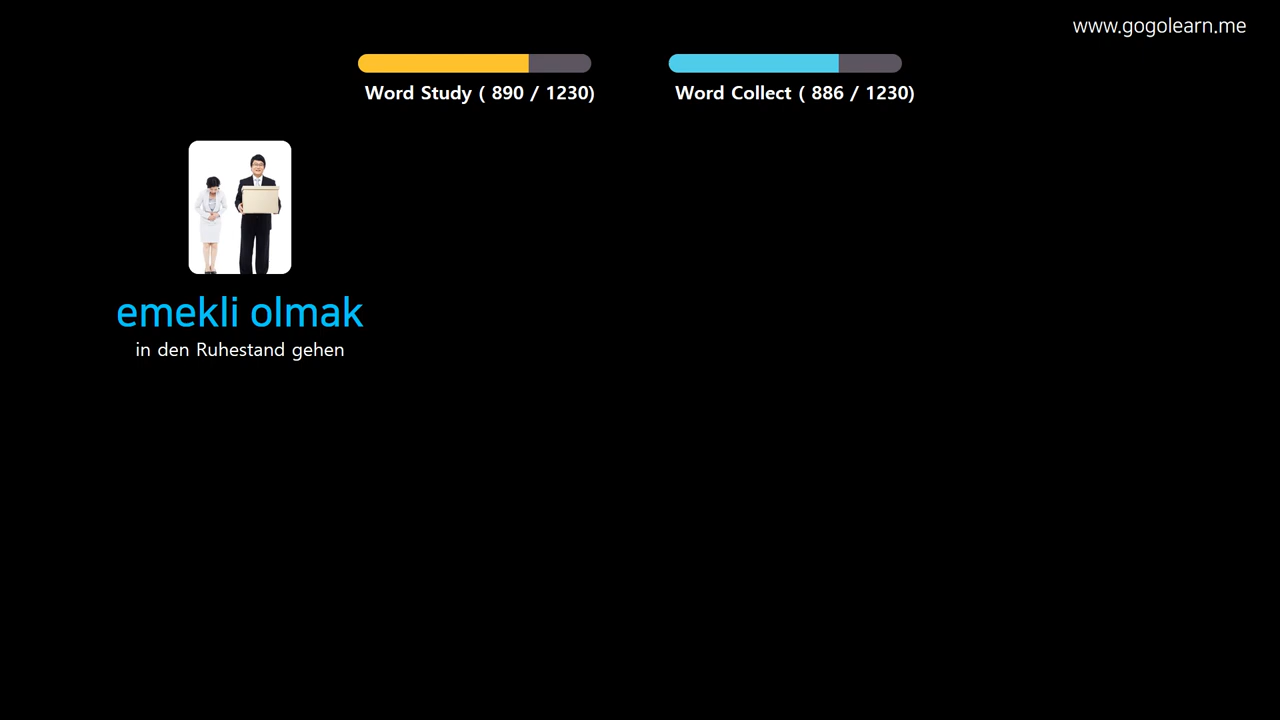 www.gogolearn.me
Word Study ( 890 / 1230)
Word Collect ( 886 / 1230)
emekli olmak
in den Ruhestand gehen